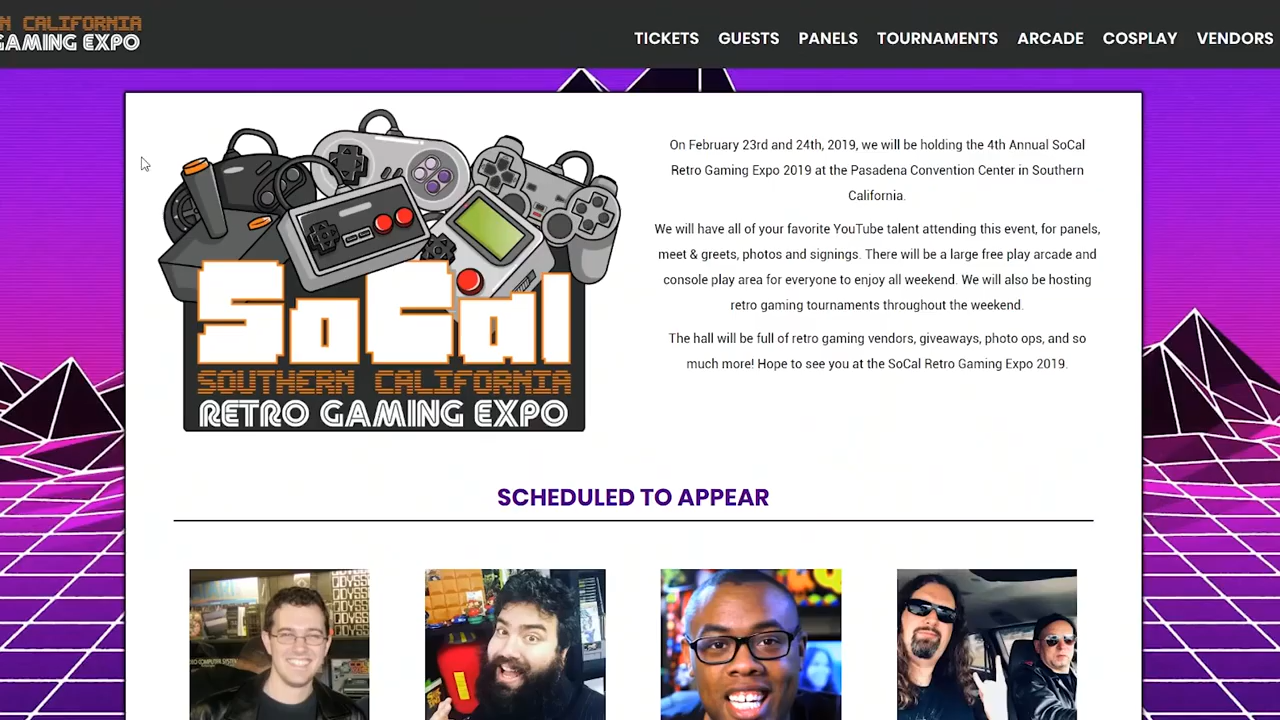 N CALIFORNIA
GAMING EXPO
TICKETS GUESTS PANELS TOURNAMENTS ARCADE COSPLAY VENDORS
SoCal
SOUTHERN CALIFORNIA
RETRO GAMING EXPO
On February 23rd and 24th, 2019, we will be holding the 4th Annual SoCal
Retro Gaming Expo 2019 at the Pasadena Convention Center in Southern
California.
We will have all of your favorite YouTube talent attending this event, for panels,
meet & greets, photos and signings. There will be a large free play arcade and
console play area for everyone to enjoy all weekend. We will also be hosting
retro gaming tournaments throughout the weekend.
The hall will be full of retro gaming vendors, giveaways, photo ops, and so
much more! Hope to see you at the SoCal Retro Gaming Expo 2019.
SCHEDULED TO APPEAR